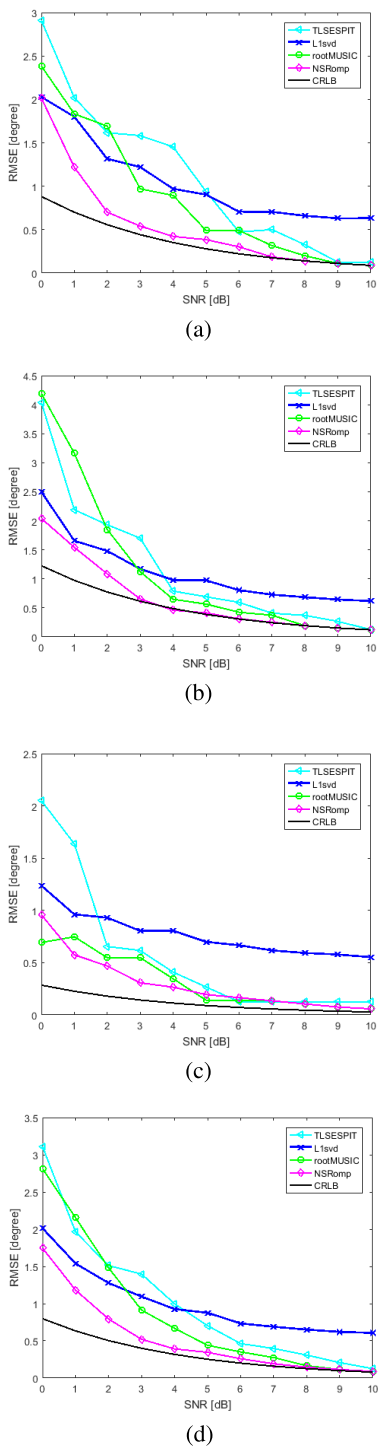 3
2.5
2
1.5
1
0.5
0
RMSE [degree]
TLSESPIT
L1svd
rootMUSIC
NSRomp
CRLB
0 1 2 3 4 5 6 7 8 9 10
SNR [dB]
(a)
4.5
4
3.5
3
2.5
2
1.5
1
0.5
0
RMSE [degree]
TLSESPIT
L1svd
rootMUSIC
NSRomp
CRLB
0 1 2 3 4 5 6 7 8 9 10
SNR [dB]
(b)
2.5
2
1.5
1
0.5
0
RMSE [degree]
TLSESPIT
L1svd
rootMUSIC
NSRomp
CRLB
0 1 2 3 4 5 6 7 8 9 10
SNR [dB]
(c)
3.5
3
2.5
2
1.5
1
0.5
0
RMSE [degree]
TLSESPIT
L1svd
rootMUSIC
NSRomp
CRLB
0 1 2 3 4 5 6 7 8 9 10
SNR [dB]
(d)